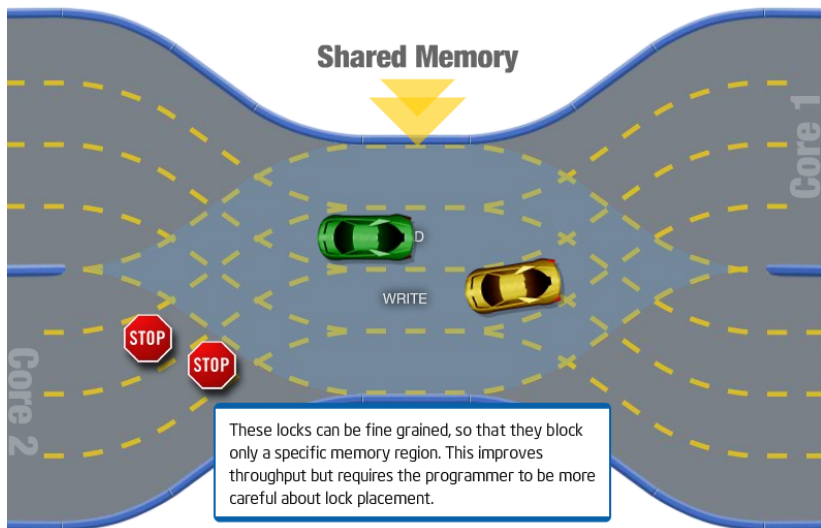 Shared Memory
Core 1
D
WRITE
STOP
STOP
Core 2
These locks can be fine grained, so that they block
only a specific memory region. This improves
throughput but requires the programmer to be more
careful about lock placement.